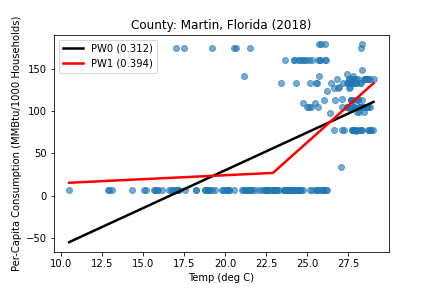 County: Martin, Florida (2018)
PW0 (0.312)
PW1 (0.394)
Per-Capita Consumption (MMBtu/1000 Households)
150
100
50
0
−50
10.0 12.5 15.0 17.5 20.0 22.5 25.0 27.5
Temp (deg C)